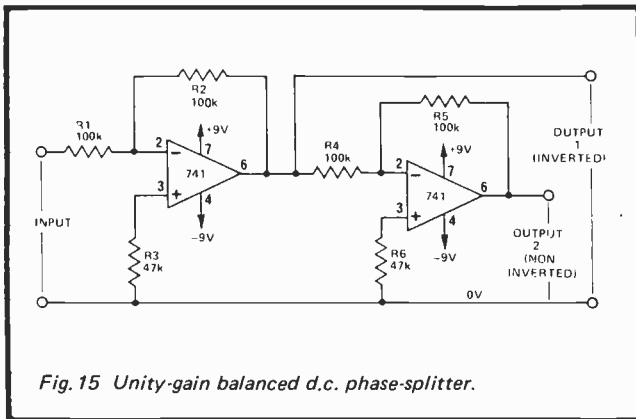 R2
100k
R1
100k
2
+9V
7
741
6
3
4
-9V
R3
47k
INPUT
R4
100k
R5
100k
2
+9V
7
741
6
3
4
-9V
R6
47k
0V
OUTPUT
1
(INVERTED)
OUTPUT
2
(NON
INVERTED)
Fig. 15 Unity-gain balanced d.c. phase-splitter.